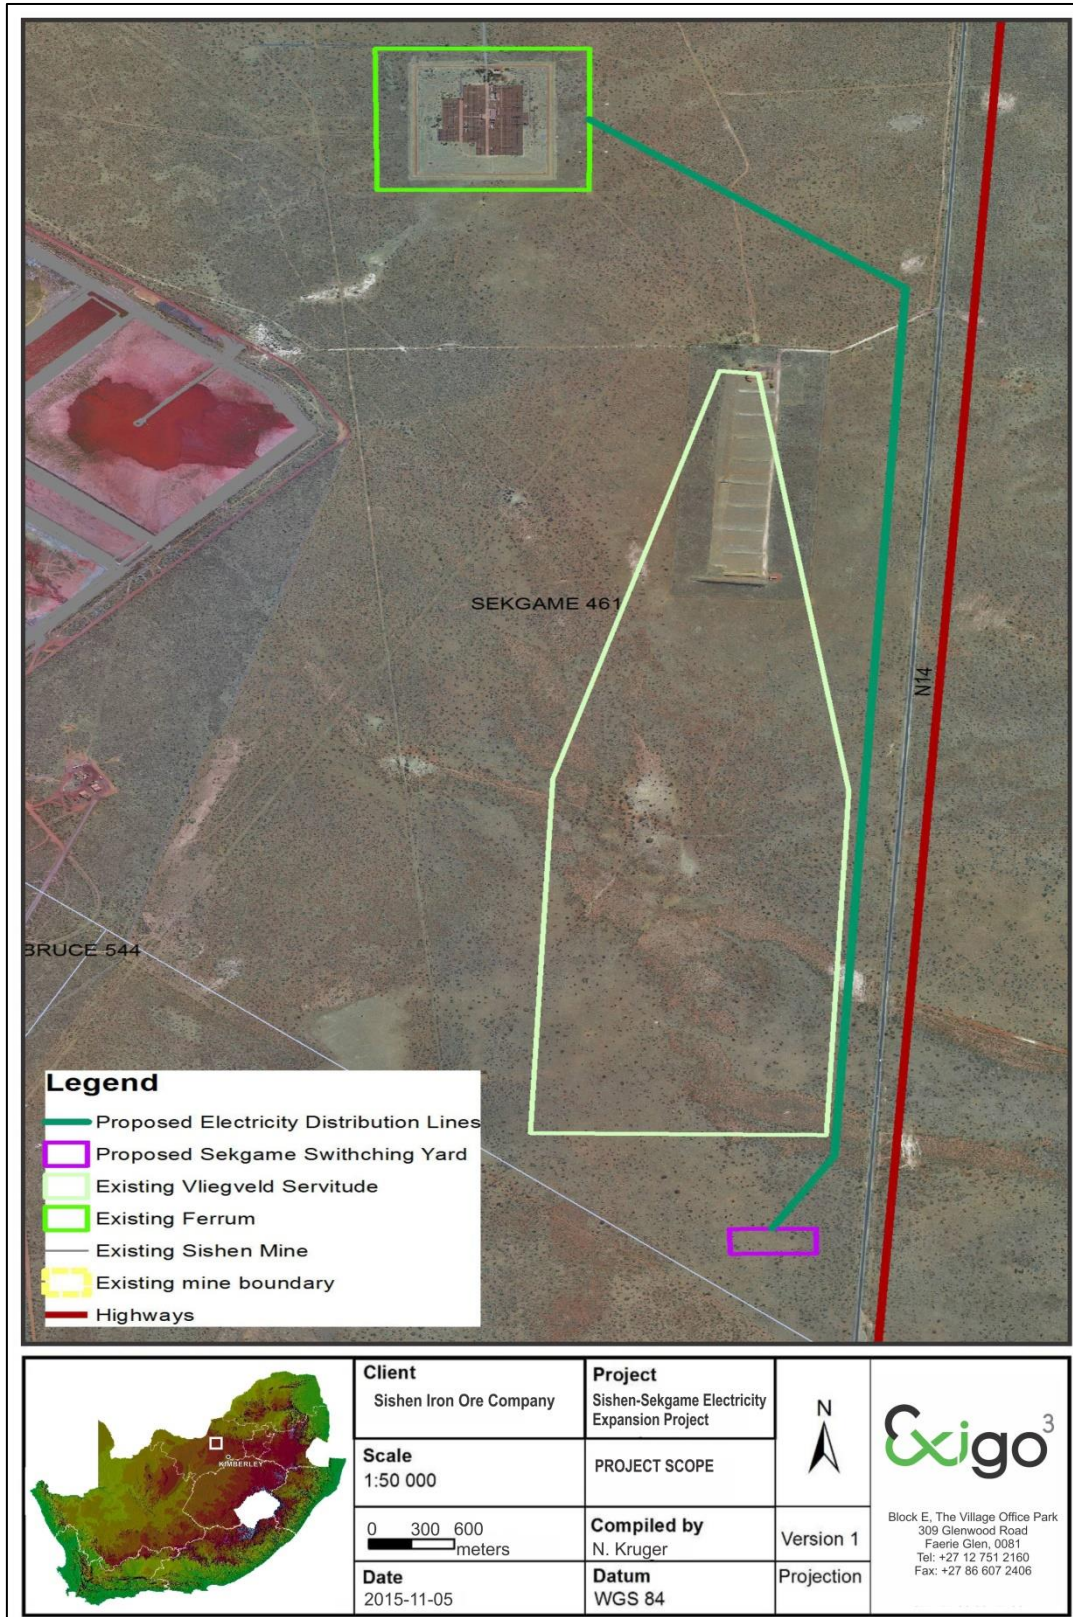 SEKGAME 461
N14
BRUCE 544
Legend
Proposed Electricity Distribution Lines
Proposed Sekgame Swithching Yard
Existing Vliegveld Servitude
Existing Ferrum
Existing Sishen Mine
Existing mine boundary
Highways
KIMBERLEY
Client
Sishen Iron Ore Company
Project
Sishen-Sekgame Electricity
Expansion Project
Scale
1:50 000
PROJECT SCOPE
N
0 300 600
meters
Compiled by
N. Kruger
Version 1
Date
2015-11-05
Datum
WGS 84
Projection
Exigo3
Block E, The Village Office Park
309 Glenwood Road
Faerie Glen, 0081
Tel: +27 12 751 2160
Fax: +27 86 607 2406